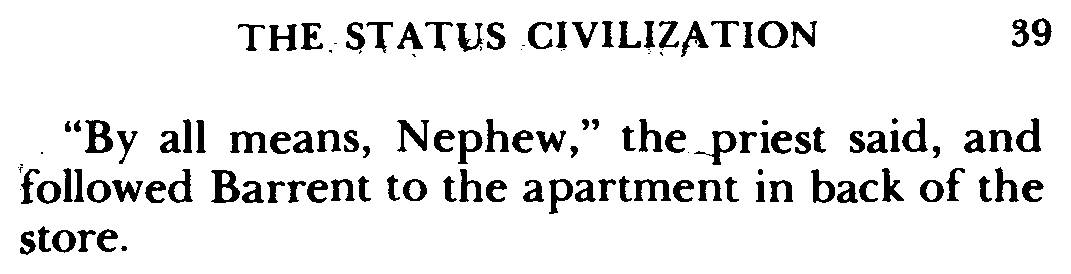 THE STATUS CIVILIZATION 39
"By all means, Nephew," the priest said, and
followed Barrent to the apartment in back of the
store.